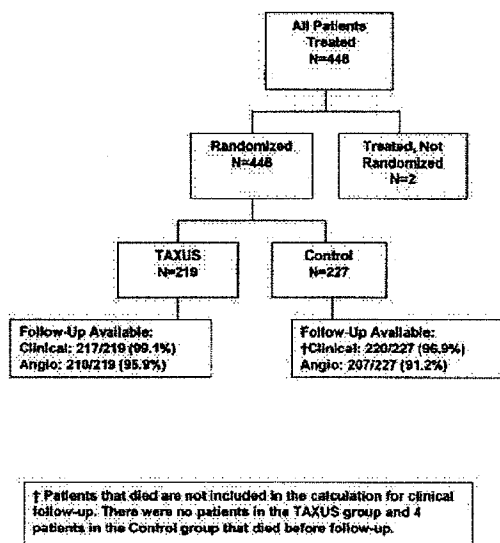 All Patients
Treated
N=448
Randomized
N=446
Treated, Not
Randomized
N=2
TAXUS
N=219
Control
N=227
Follow-Up Available:
Clinical: 217/219 (99.1%)
Angio: 210/219 (95.9%)
Follow-Up Available:
†Clinical: 220/227 (96.9%)
Angio: 207/227 (91.2%)
† Patients that died are not included in the calculation for clinical
follow-up. There were no patients in the TAXUS group and 4
patients in the Control group that died before follow-up.